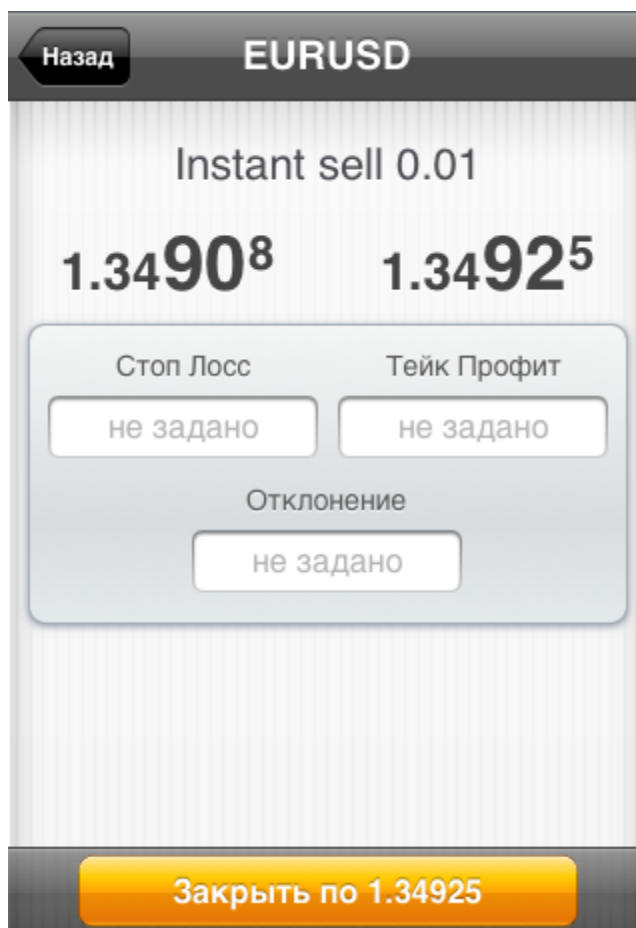 Назад
EURUSD
Instant sell 0.01
1.34908 1.34925
Стоп Лосс Тейк Профит
не задано не задано
Отклонение
не задано
Закрыть по 1.34925